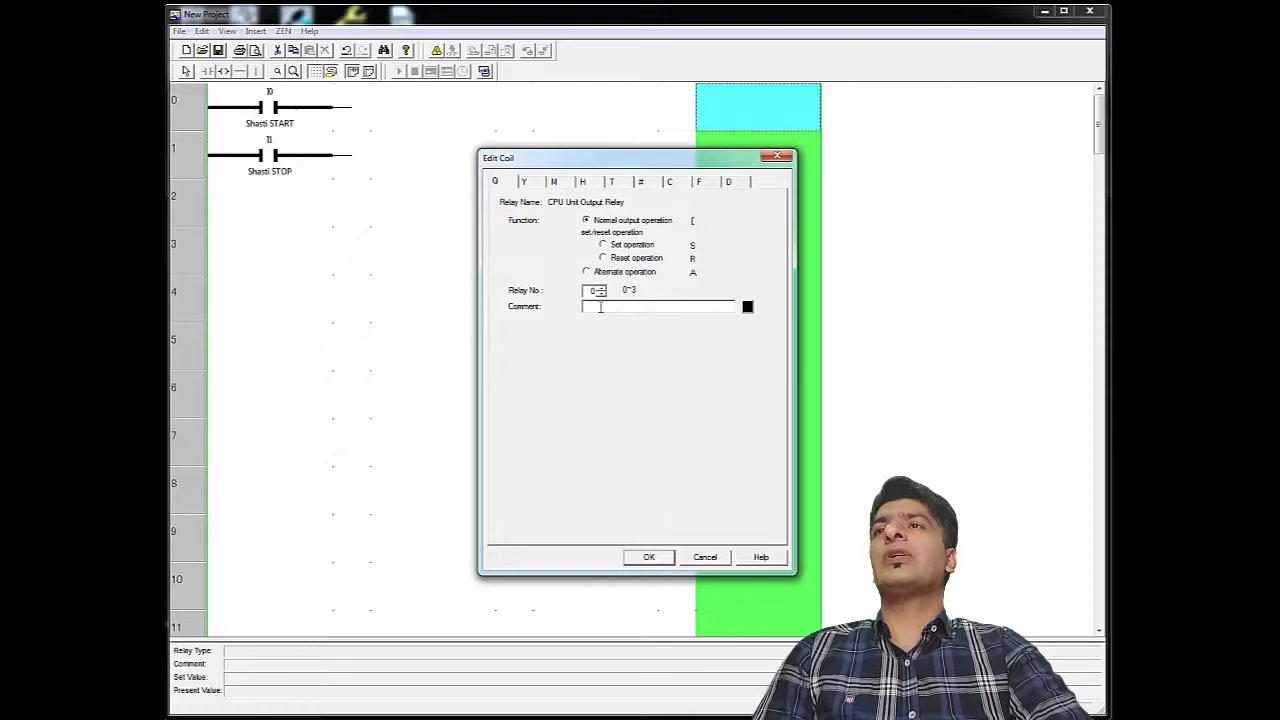 New Project
File Edit View Insert ZEN Help
0
I0
Shasti START
1
I1
Shasti STOP
2
3
4
5
6
7
8
9
10
11
Edit Coil
Q Y M H T # C F D
Relay Name: CPU Unit Output Relay
Function: Normal output operation [
set/reset operation
Set operation S
Reset operation R
Alternate operation A
Relay No.: 0 0~3
Comment:
OK Cancel Help
Relay Type:
Comment:
Set Value:
Present Value: